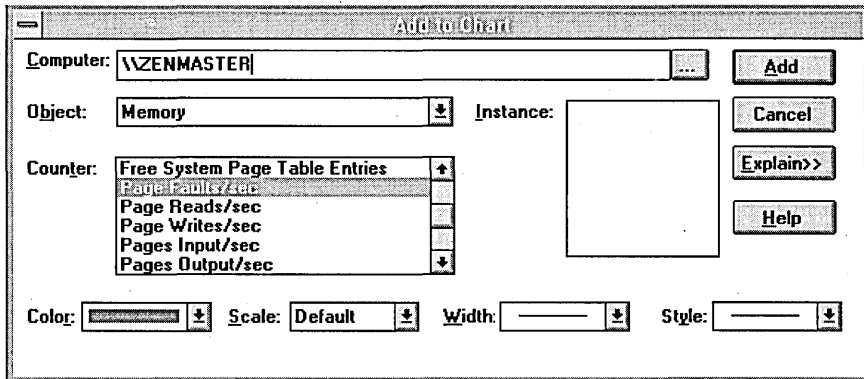 Add to Chart
Computer: \\ZENMASTER ... Add
Object: Memory Instance: Cancel
Counter: Free System Page Table Entries
Page Faults/sec
Page Reads/sec
Page Writes/sec
Pages Input/sec
Pages Output/sec
Explain>>
Help
Color: Scale: Default Width: Style: